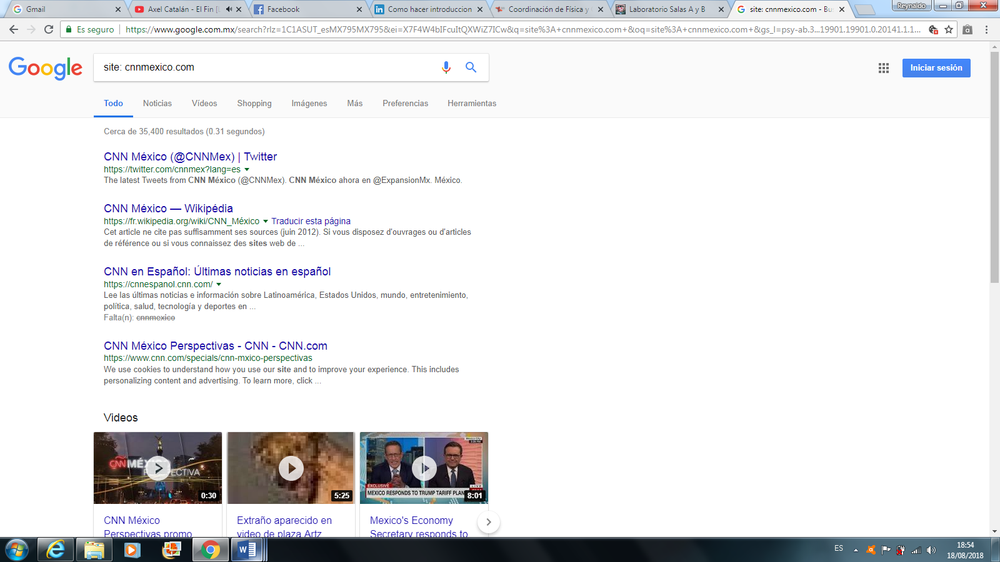 Gmail
Axel Catalán - El Fin [
Facebook
Como hacer introduccion
Coordinación de Física y
Laboratorio Salas A y B
site: cnnmexico.com - Bu
Reynaldo
Es seguro
https://www.google.com.mx/search?rlz=1C1ASUT_esMX795MX795&ei=X7F4W4bIFcuItQXWiZ7ICw&q=site%3A+cnnmexico.com+&oq=site%3A+cnnmexico.com+&gs_l=psy-ab.3...19901.19901.0.20141.1.1...
Google
site: cnnmexico.com
Iniciar sesión
Todo Noticias Vídeos Shopping Imágenes Más Preferencias Herramientas
Cerca de 35,400 resultados (0.31 segundos)
CNN México (@CNNMex) | Twitter
https://twitter.com/cnnmex?lang=es
The latest Tweets from CNN México (@CNNMex). CNN México ahora en @ExpansionMx. México.
CNN México — Wikipédia
https://fr.wikipedia.org/wiki/CNN_México Traducir esta página
Cet article ne cite pas suffisamment ses sources (juin 2012). Si vous disposez d'ouvrages ou d'articles
de référence ou si vous connaissez des sites web de ...
CNN en Español: Últimas noticias en español
https://cnnespanol.cnn.com/
Lee las últimas noticias e información sobre Latinoamérica, Estados Unidos, mundo, entretenimiento,
política, salud, tecnología y deportes en ...
Falta(n): cnnmexico
CNN México Perspectivas - CNN - CNN.com
https://www.cnn.com/specials/cnn-mxico-perspectivas
We use cookies to understand how you use our site and to improve your experience. This includes
personalizing content and advertising. To learn more, click ...
Videos
0:30
5:25
EXCLUSIVE
MEXICO RESPONDS TO TRUMP TARIFF PLAN
LIVE
8:01
CNN México
Perspectivas promo
Extraño aparecido en
video de plaza Artz
Mexico's Economy
Secretary responds to
ES
18:54
18/08/2018